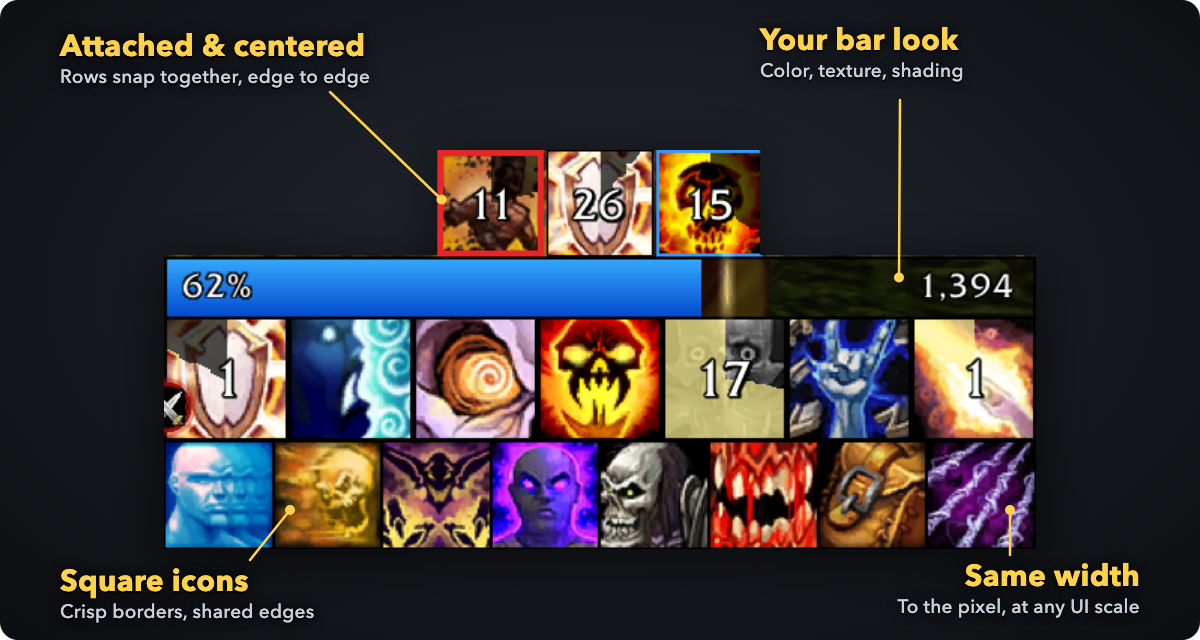 Attached & centered
Rows snap together, edge to edge
Your bar look
Color, texture, shading
11
26
15
62%
1,394
1
17
1
Square icons
Crisp borders, shared edges
Same width
To the pixel, at any UI scale